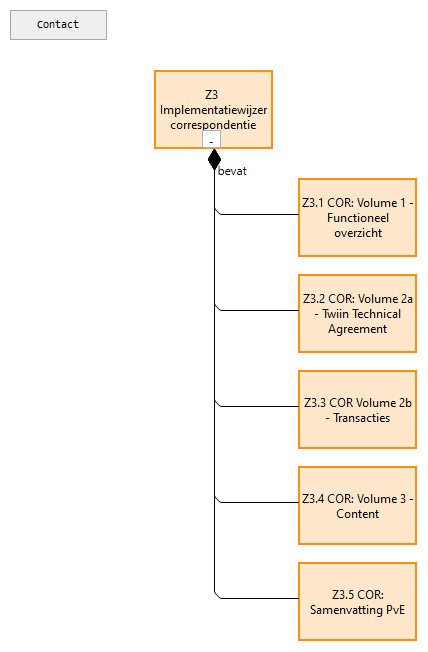 Contact
Z3
Implementatiewijzer
correspondentie
-
bevat
Z3.1 COR: Volume 1 -
Functioneel
overzicht
Z3.2 COR: Volume 2a
- Twiin Technical
Agreement
Z3.3 COR Volume 2b
- Transacties
Z3.4 COR: Volume 3 -
Content
Z3.5 COR:
Samenvatting PvE